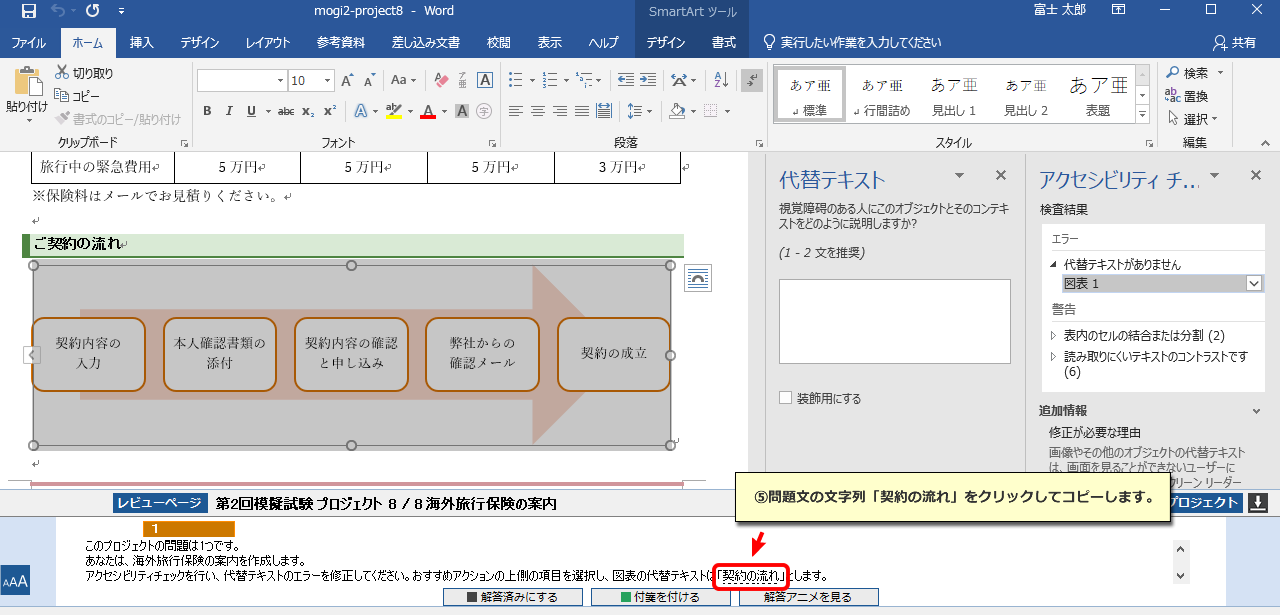 mogi2-project8 - Word
SmartArt ツール
富士 太郎
ファイル ホーム 挿入 デザイン レイアウト 参考資料 差し込み文書 校閲 表示 ヘルプ デザイン 書式 実行したい作業を入力してください 共有
貼り付け
切り取り
コピー
書式のコピー/貼り付け
クリップボード
10
Aa
B I U abc x₂ x²
フォント
段落
あア亜 あア亜 あア亜 あア亜 あア亜
標準 行間詰め 見出し 1 見出し 2 表題
スタイル
検索
置換
選択
編集
旅行中の緊急費用 5 万円 5 万円 5 万円 3 万円
※保険料はメールでお見積りください。
ご契約の流れ
契約内容の
入力
本人確認書類の
添付
契約内容の確認
と申し込み
弊社からの
確認メール
契約の成立
代替テキスト
視覚障碍のある人にこのオブジェクトとそのコンテキ
ストをどのように説明しますか?
(1 - 2 文を推奨)
装飾用にする
アクセシビリティ チ...
検査結果
エラー
代替テキストがありません
図表 1
警告
表内のセルの結合または分割 (2)
読み取りにくいテキストのコントラストです
(6)
追加情報
修正が必要な理由
画像やその他のオブジェクトの代替テキスト
は、画面を見ることができないユーザーに
クリーン リーダー
⑤問題文の文字列「契約の流れ」をクリックしてコピーします。
レビューページ 第2回模擬試験 プロジェクト 8 / 8 海外旅行保険の案内 プロジェクト
1
このプロジェクトの問題は1つです。
あなたは、海外旅行保険の案内を作成します。
アクセシビリティチェックを行い、代替テキストのエラーを修正してください。おすすめアクションの上側の項目を選択し、図表の代替テキストは「契約の流れ」とします。
AAA
解答済みにする 付箋を付ける 解答アニメを見る